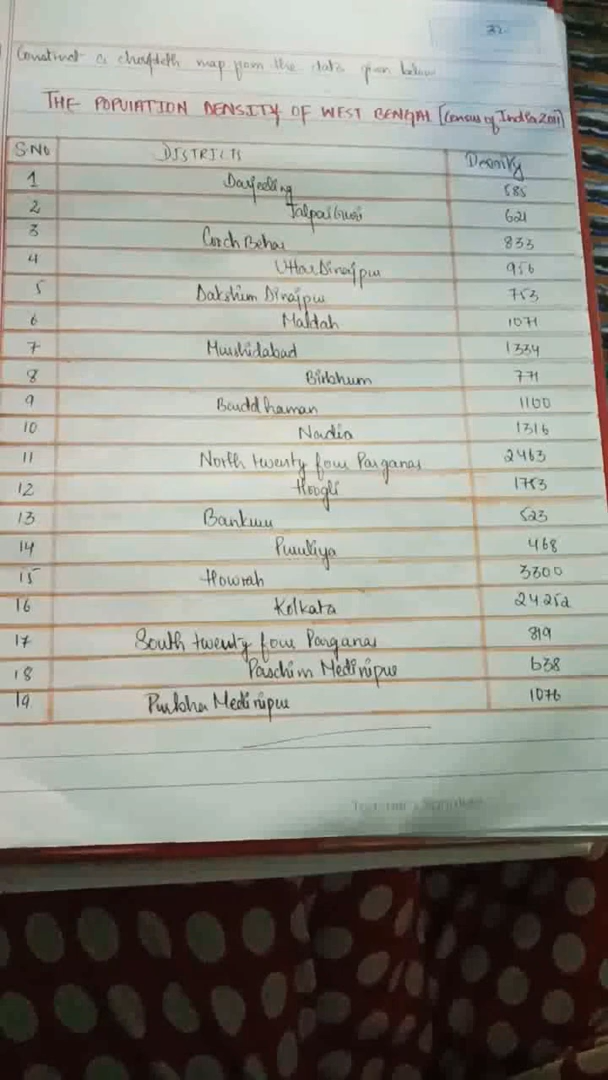 32
Construct a choropleth map from the data given below
THE POPULATION DENSITY OF WEST BENGAL [Census of India 2011]
S.No DISTRICTS Density
1 Darjeeling 585
2 Jalpaiguri 621
3 Cooch Behar 833
4 Uttar Dinajpur 956
5 Dakshin Dinajpur 753
6 Maldah 1071
7 Murshidabad 1334
8 Birbhum 771
9 Bardhaman 1100
10 Nadia 1316
11 North twenty four Parganas 2463
12 Hoogli 1753
13 Bankura 523
14 Puruliya 468
15 Howrah 3300
16 Kolkata 24252
17 South twenty four Parganas 819
18 Paschim Medinipur 638
19 Purbha Medinipur 1076